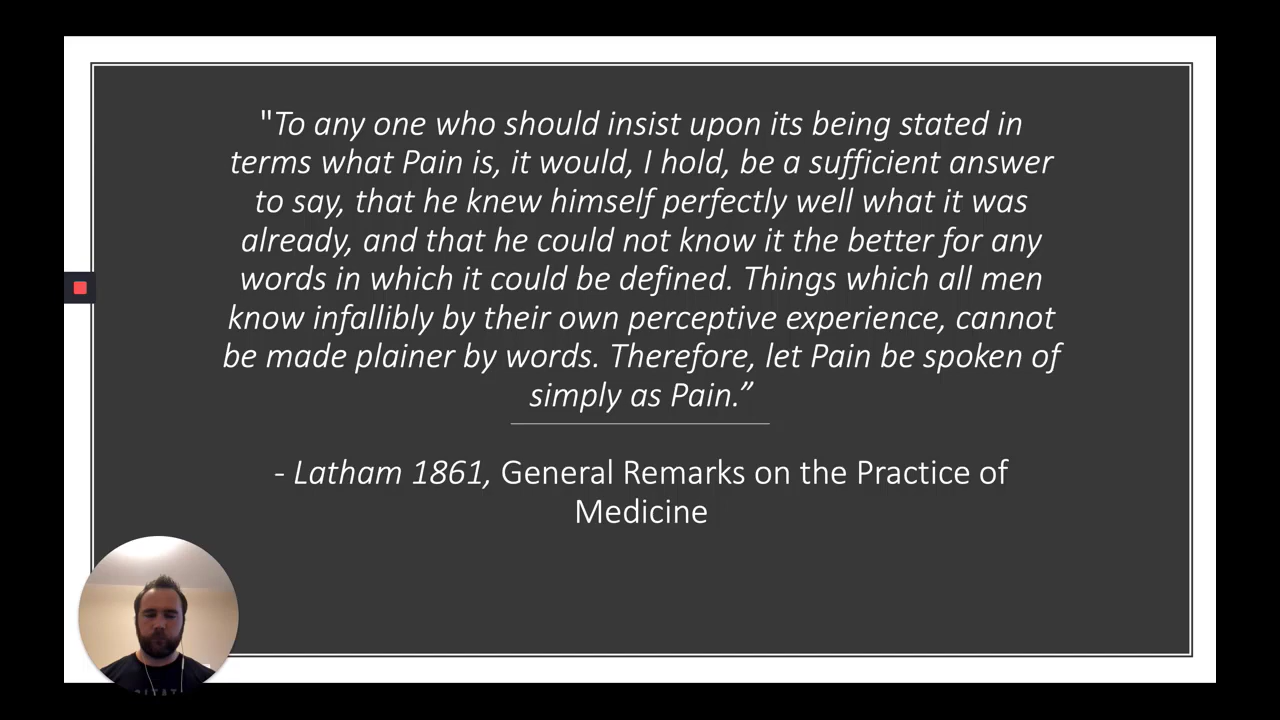 "To any one who should insist upon its being stated in
terms what Pain is, it would, I hold, be a sufficient answer
to say, that he knew himself perfectly well what it was
already, and that he could not know it the better for any
words in which it could be defined. Things which all men
know infallibly by their own perceptive experience, cannot
be made plainer by words. Therefore, let Pain be spoken of
simply as Pain.”
- Latham 1861, General Remarks on the Practice of
Medicine